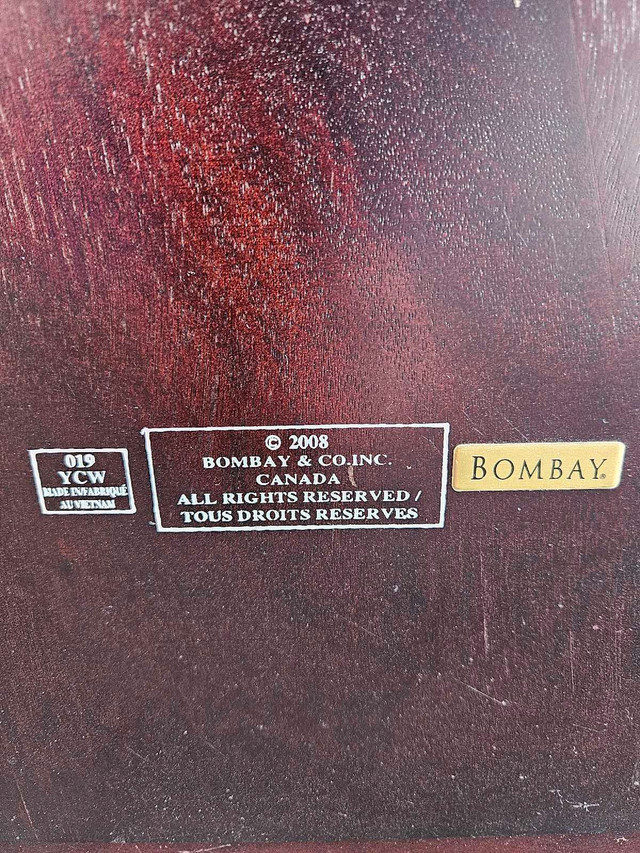 019
YCW
MADE IN/FABRIQUÉ
AU VIETNAM
© 2008
BOMBAY & CO.INC.
CANADA
ALL RIGHTS RESERVED /
TOUS DROITS RESERVES
BOMBAY®